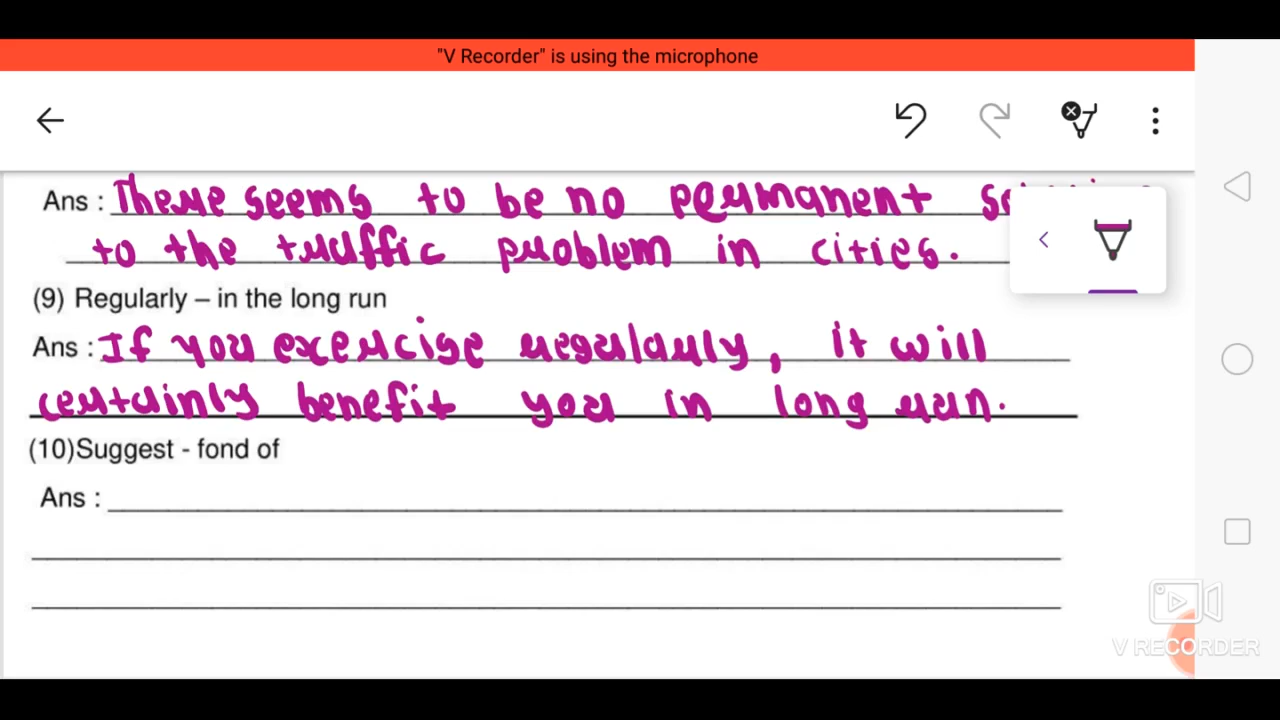 "V Recorder" is using the microphone
Ans : There seems to be no permanent
to the traffic problem in cities.
(9) Regularly – in the long run
Ans : If you exercise regularly, it will
certainly benefit you in long run.
(10)Suggest - fond of
Ans :
V RECORDER